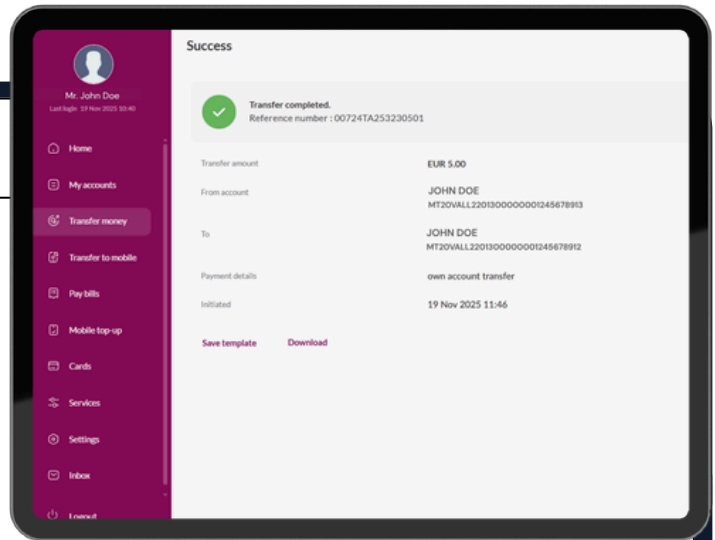 Success
Mr. John Doe
Last login 19 Nov 2025 10:40
Home
My accounts
Transfer money
Transfer to mobile
Pay bills
Mobile top-up
Cards
Services
Settings
Inbox
Logout
Transfer completed.
Reference number : 00724TA253230501
Transfer amount EUR 5.00
From account JOHN DOE
MT20VALL22013000000001245678913
To JOHN DOE
MT20VALL22013000000001245678912
Payment details own account transfer
Initiated 19 Nov 2025 11:46
Save template Download